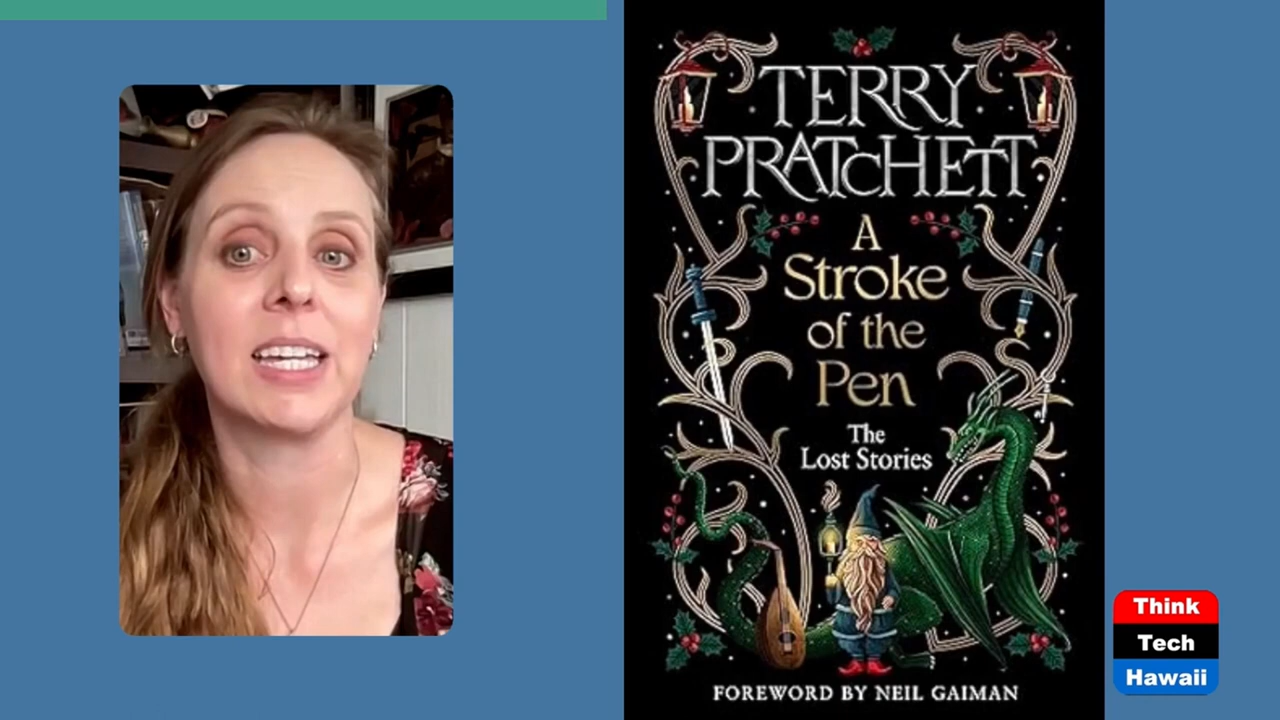 TERRY
PRATCHETT
A
Stroke
of the
Pen
The
Lost Stories
FOREWORD BY NEIL GAIMAN
Think
Tech
Hawaii